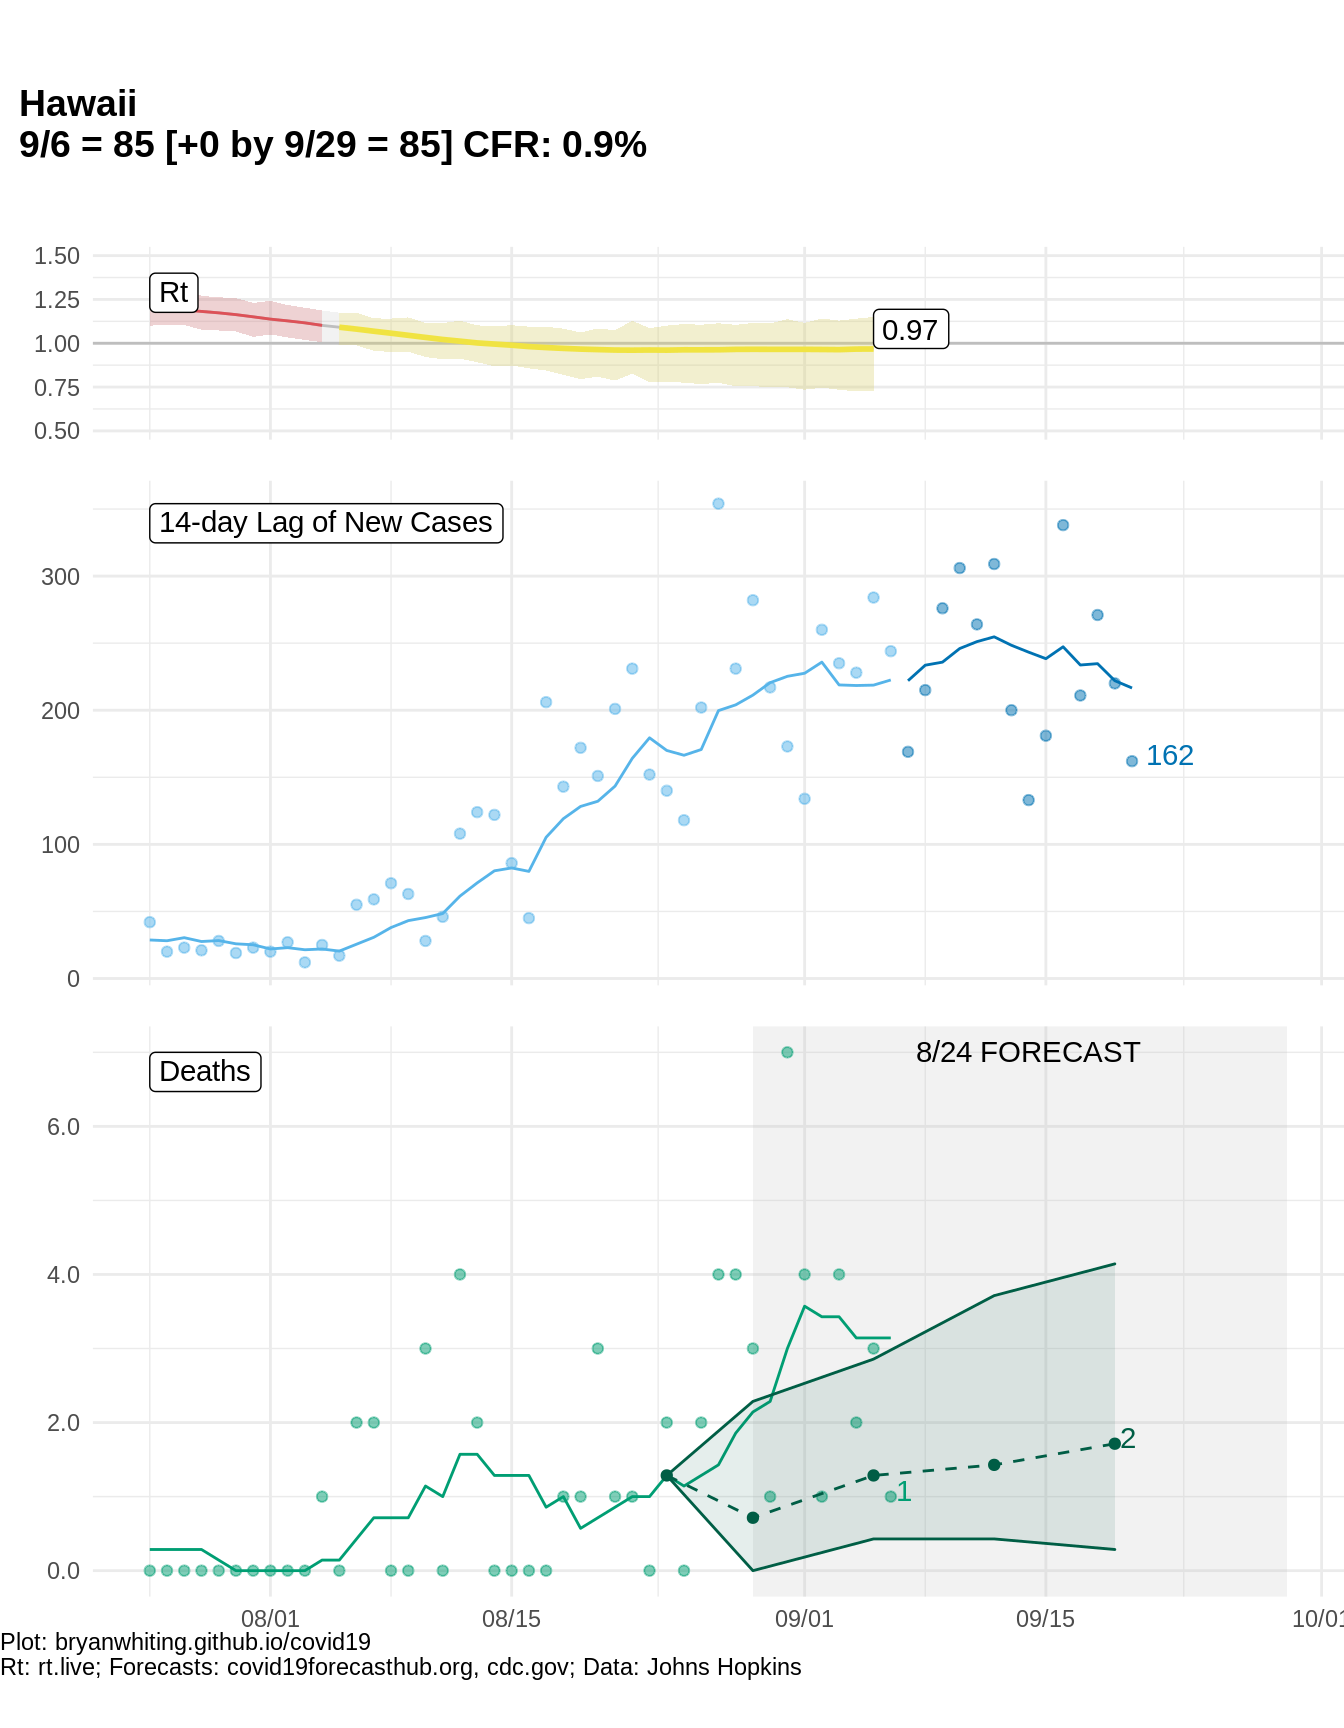 Hawaii
9/6 = 85 [+0 by 9/29 = 85] CFR: 0.9%
1.50
1.25
1.00
0.75
0.50
Rt
0.97
14-day Lag of New Cases
300
200
100
0
162
Deaths
8/24 FORECAST
6.0
4.0
2.0
0.0
2
1
08/01 08/15 09/01 09/15 10/01
Plot: bryanwhiting.github.io/covid19
Rt: rt.live; Forecasts: covid19forecasthub.org, cdc.gov; Data: Johns Hopkins